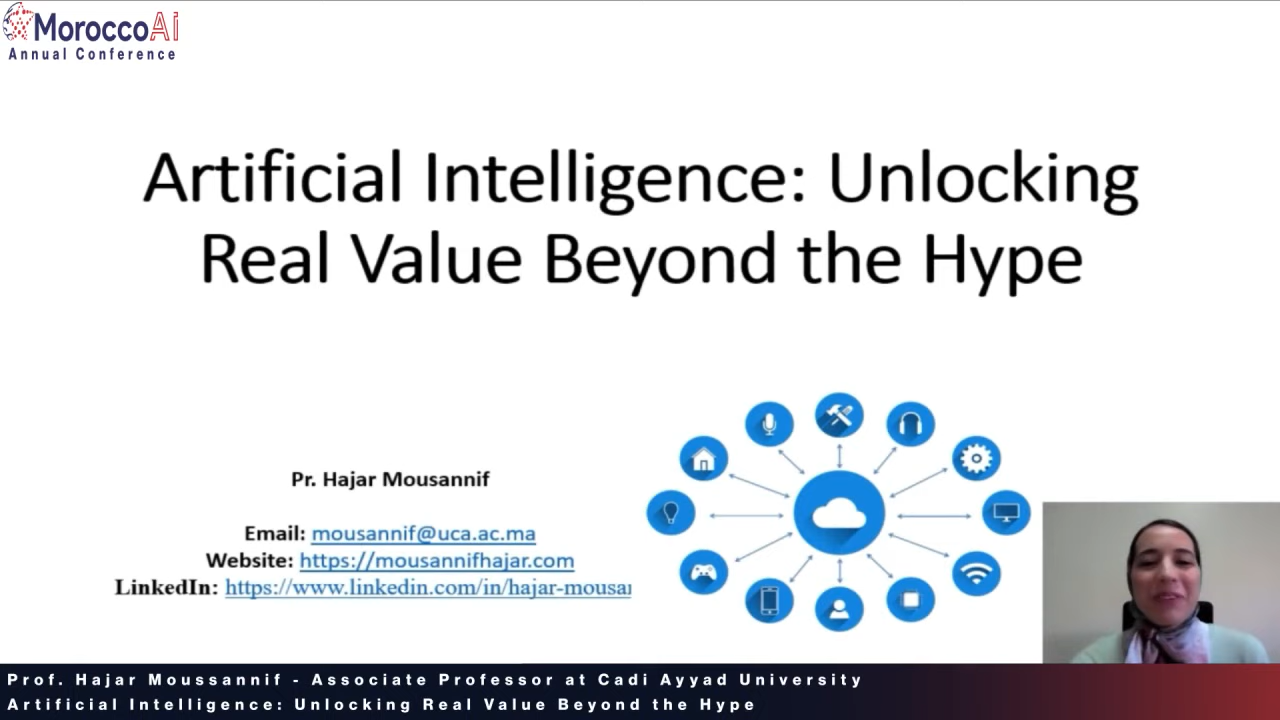 MoroccoAi
Annual Conference
Artificial Intelligence: Unlocking
Real Value Beyond the Hype
Pr. Hajar Mousannif
Email: mousannif@uca.ac.ma
Website: https://mousannifhajar.com
LinkedIn: https://www.linkedin.com/in/hajar-mousa
Prof. Hajar Moussannif - Associate Professor at Cadi Ayyad University
Artificial Intelligence: Unlocking Real Value Beyond the Hype